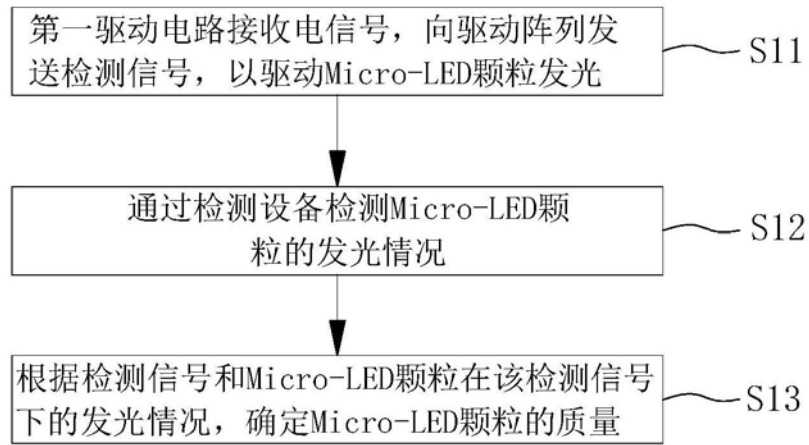 第一驱动电路接收电信号，向驱动阵列发
送检测信号，以驱动Micro-LED颗粒发光
S11
通过检测设备检测Micro-LED颗
粒的发光情况
S12
根据检测信号和Micro-LED颗粒在该检测信号
下的发光情况，确定Micro-LED颗粒的质量
S13